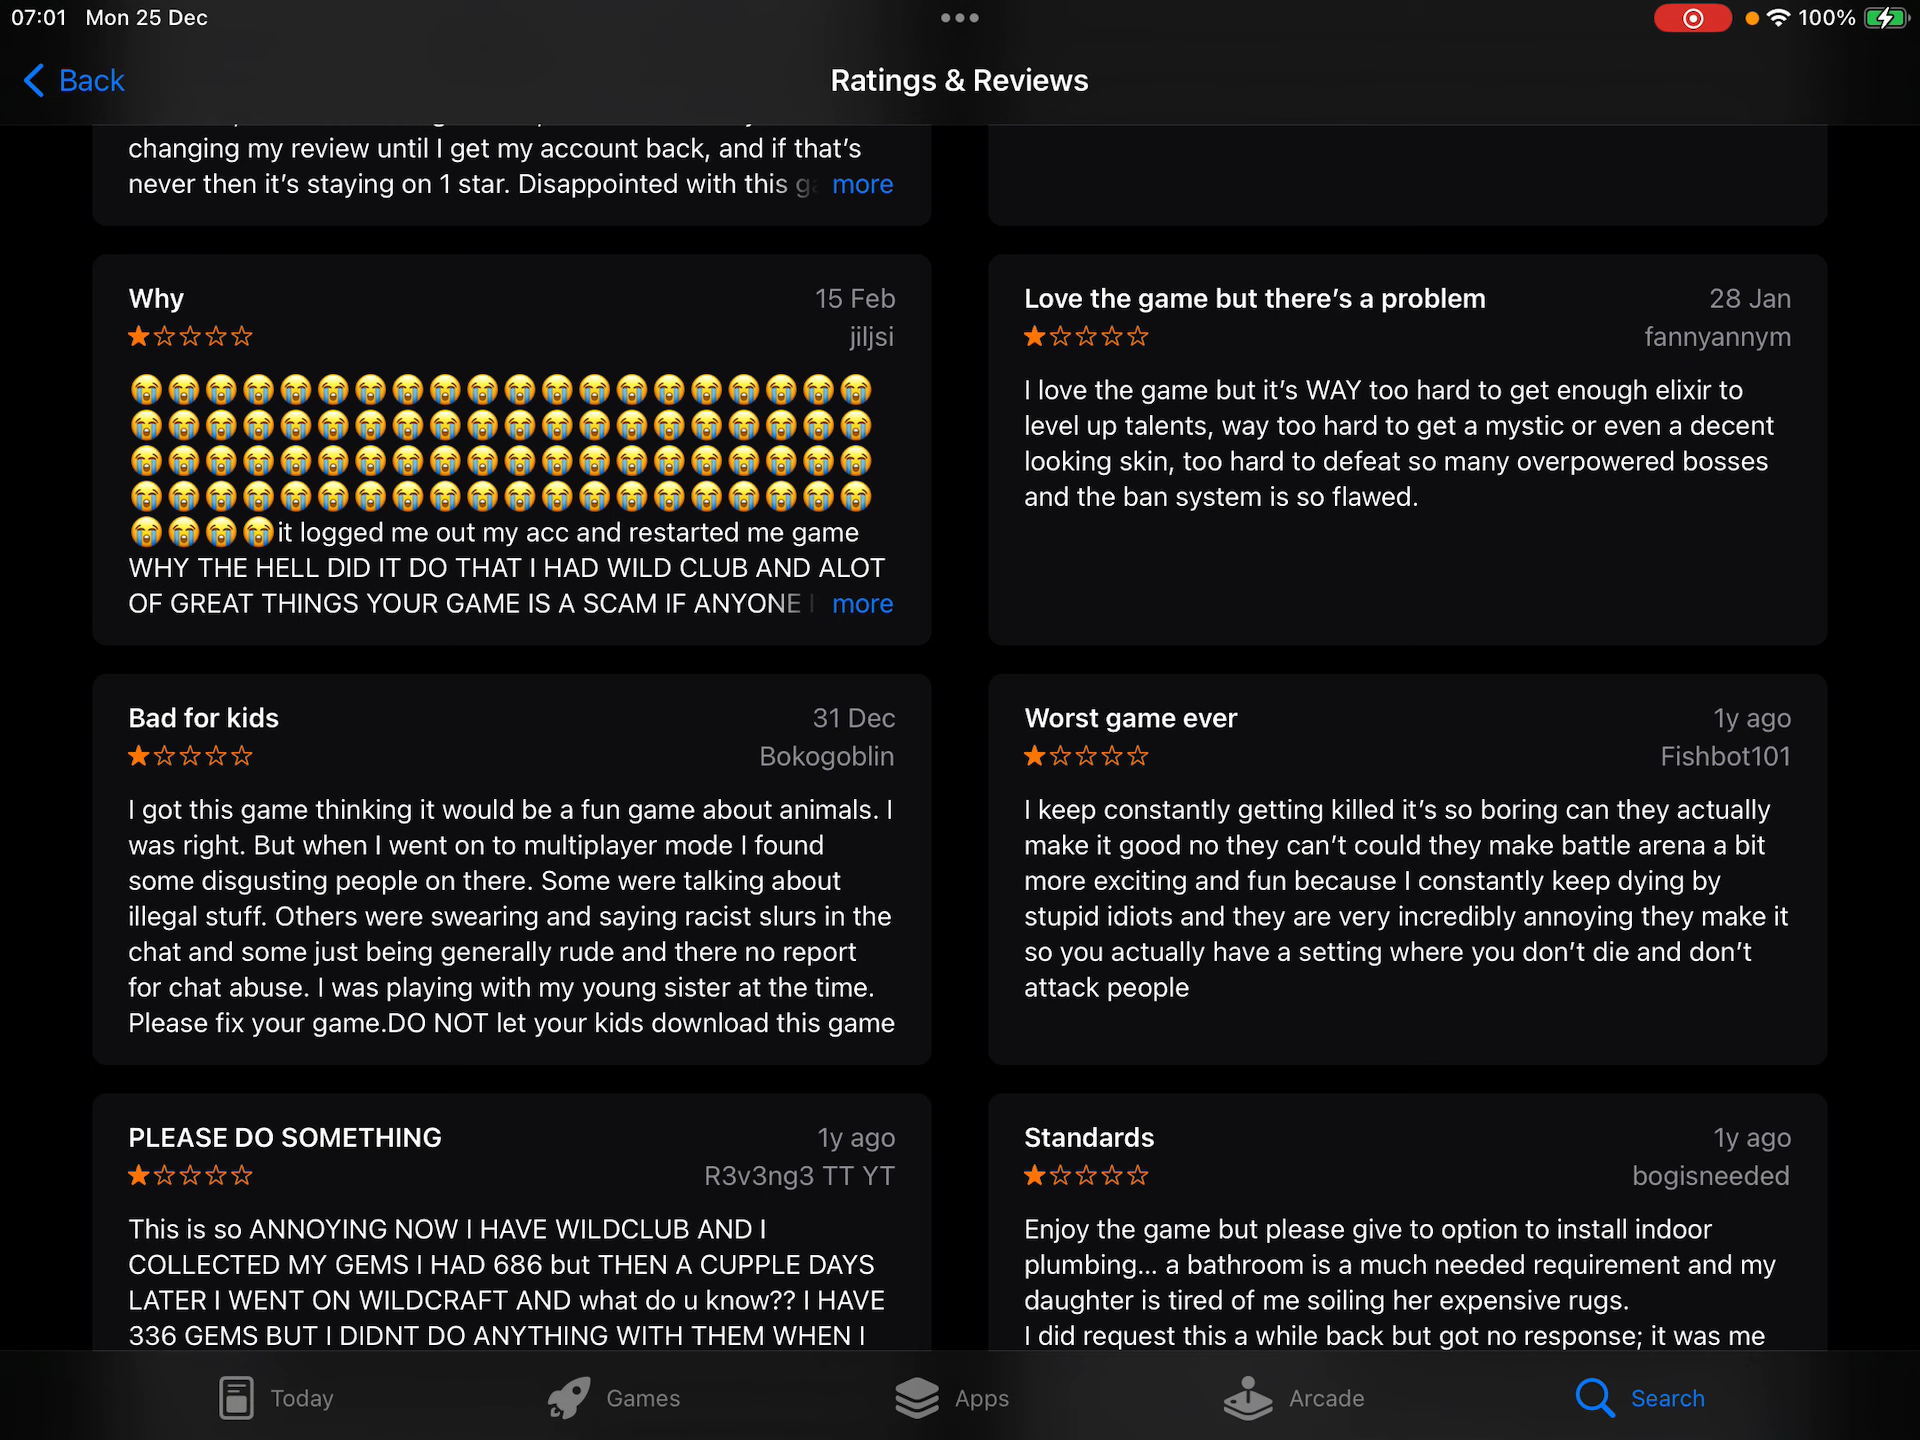 07:01 Mon 25 Dec
100%
Back
Ratings & Reviews
changing my review until I get my account back, and if that's
never then it's staying on 1 star. Disappointed with this more
Why
15 Feb
jiljsi
😭😭😭😭😭😭😭😭😭😭😭😭😭😭😭😭😭😭😭😭
😭😭😭😭😭😭😭😭😭😭😭😭😭😭😭😭😭😭😭😭
😭😭😭😭😭😭😭😭😭😭😭😭😭😭😭😭😭😭😭😭
😭😭😭😭😭😭😭😭😭😭😭😭😭😭😭😭😭😭😭😭
😭😭😭😭it logged me out my acc and restarted me game
WHY THE HELL DID IT DO THAT I HAD WILD CLUB AND ALOT
OF GREAT THINGS YOUR GAME IS A SCAM IF ANYONE more
Love the game but there's a problem
28 Jan
fannyannym
I love the game but it's WAY too hard to get enough elixir to
level up talents, way too hard to get a mystic or even a decent
looking skin, too hard to defeat so many overpowered bosses
and the ban system is so flawed.
Bad for kids
31 Dec
Bokogoblin
I got this game thinking it would be a fun game about animals. I
was right. But when I went on to multiplayer mode I found
some disgusting people on there. Some were talking about
illegal stuff. Others were swearing and saying racist slurs in the
chat and some just being generally rude and there no report
for chat abuse. I was playing with my young sister at the time.
Please fix your game.DO NOT let your kids download this game
Worst game ever
1y ago
Fishbot101
I keep constantly getting killed it's so boring can they actually
make it good no they can't could they make battle arena a bit
more exciting and fun because I constantly keep dying by
stupid idiots and they are very incredibly annoying they make it
so you actually have a setting where you don't die and don't
attack people
PLEASE DO SOMETHING
1y ago
R3v3ng3 TT YT
This is so ANNOYING NOW I HAVE WILDCLUB AND I
COLLECTED MY GEMS I HAD 686 but THEN A CUPPLE DAYS
LATER I WENT ON WILDCRAFT AND what do u know?? I HAVE
336 GEMS BUT I DIDNT DO ANYTHING WITH THEM WHEN I
Standards
1y ago
bogisneeded
Enjoy the game but please give to option to install indoor
plumbing... a bathroom is a much needed requirement and my
daughter is tired of me soiling her expensive rugs.
I did request this a while back but got no response; it was me
Today
Games
Apps
Arcade
Search